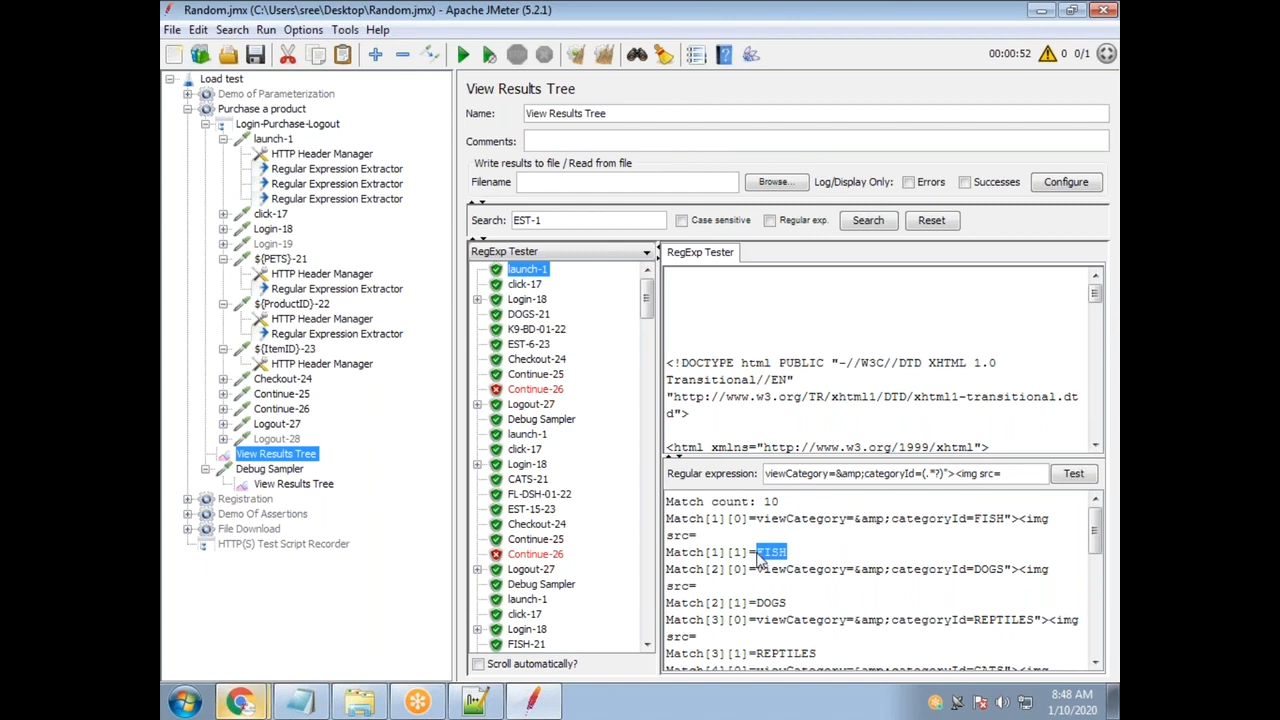 Random.jmx (C:\Users\sree\Desktop\Random.jmx) - Apache JMeter (5.2.1)
File Edit Search Run Options Tools Help
00:00:52 0 0/1
Load test
Demo of Parameterization
Purchase a product
Login-Purchase-Logout
launch-1
HTTP Header Manager
Regular Expression Extractor
Regular Expression Extractor
Regular Expression Extractor
click-17
Login-18
Login-19
${PETS}-21
HTTP Header Manager
Regular Expression Extractor
${ProductID}-22
HTTP Header Manager
Regular Expression Extractor
${ItemID}-23
HTTP Header Manager
Checkout-24
Continue-25
Continue-26
Logout-27
Logout-28
View Results Tree
Debug Sampler
View Results Tree
Registration
Demo Of Assertions
File Download
HTTP(S) Test Script Recorder
View Results Tree
Name: View Results Tree
Comments:
Write results to file / Read from file
Filename Browse... Log/Display Only: Errors Successes Configure
Search: EST-1 Case sensitive Regular exp. Search Reset
RegExp Tester
launch-1
click-17
Login-18
DOGS-21
K9-BD-01-22
EST-6-23
Checkout-24
Continue-25
Continue-26
Logout-27
Debug Sampler
launch-1
click-17
Login-18
CATS-21
FL-DSH-01-22
EST-15-23
Checkout-24
Continue-25
Continue-26
Logout-27
Debug Sampler
launch-1
click-17
Login-18
FISH-21
Scroll automatically?
RegExp Tester
<!DOCTYPE html PUBLIC "-//W3C//DTD XHTML 1.0
Transitional//EN"
"http://www.w3.org/TR/xhtml1/DTD/xhtml1-transitional.dt
d">
<html xmlns="http://www.w3.org/1999/xhtml">
Regular expression: viewCategory=&amp;categoryId=(.*?)"><img src= Test
Match count: 10
Match[1][0]=viewCategory=&amp;categoryId=FISH"><img
src=
Match[1][1]=FISH
Match[2][0]=viewCategory=&amp;categoryId=DOGS"><img
src=
Match[2][1]=DOGS
Match[3][0]=viewCategory=&amp;categoryId=REPTILES"><img
src=
Match[3][1]=REPTILES
Match[4][0]=viewCategory=&amp;categoryId=CATS"><img
8:48 AM
1/10/2020